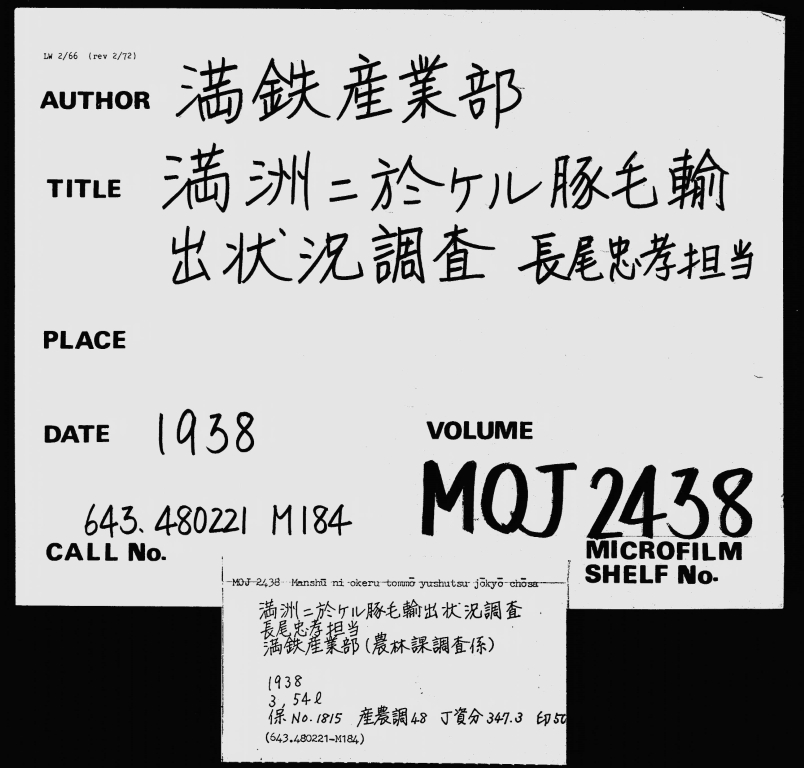 LW 2/66 (rev 2/72)
AUTHOR 満鉄産業部
TITLE 満洲ニ於ケル豚毛輸
出状況調査 長尾忠孝担当
PLACE
DATE 1938
VOLUME
MOJ 2438
643.480221 M184
CALL No.
MICROFILM
SHELF No.
MOJ 2438 Manshū ni okeru tommō yushutsu jōkyō chōsa
満洲ニ於ケル豚毛輸出状況調査
長尾忠孝担当
満鉄産業部(農林課調査係)
1938
3, 54ℓ
保 No.1815 産農調48 丁資分347.3 印50
(643.480221-M184)